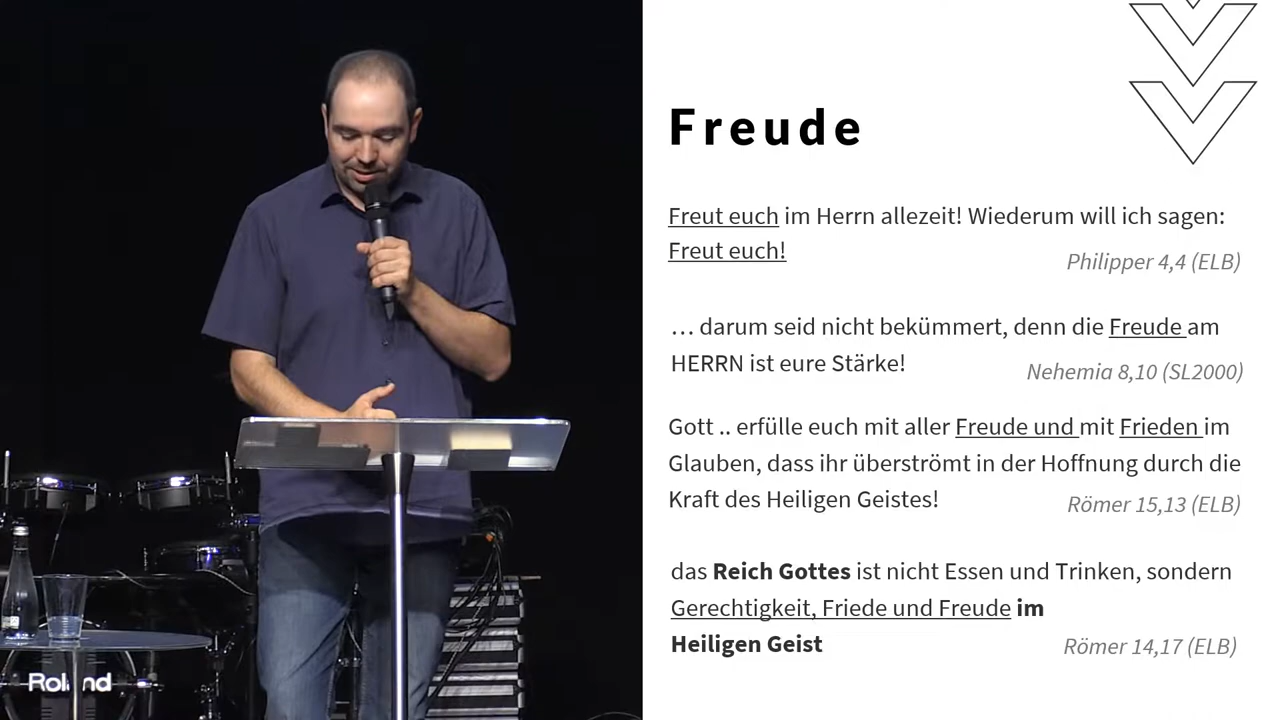 Freude
Freut euch im Herrn allezeit! Wiederum will ich sagen:
Freut euch!
Philipper 4,4 (ELB)
… darum seid nicht bekümmert, denn die Freude am
HERRN ist eure Stärke!
Nehemia 8,10 (SL2000)
Gott .. erfülle euch mit aller Freude und mit Frieden im
Glauben, dass ihr überströmt in der Hoffnung durch die
Kraft des Heiligen Geistes!
Römer 15,13 (ELB)
das Reich Gottes ist nicht Essen und Trinken, sondern
Gerechtigkeit, Friede und Freude im
Heiligen Geist
Römer 14,17 (ELB)
Roland